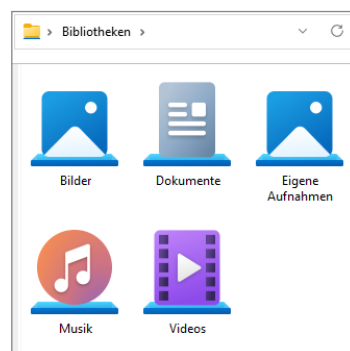 Bibliotheken
Bilder
Dokumente
Eigene
Aufnahmen
Musik
Videos